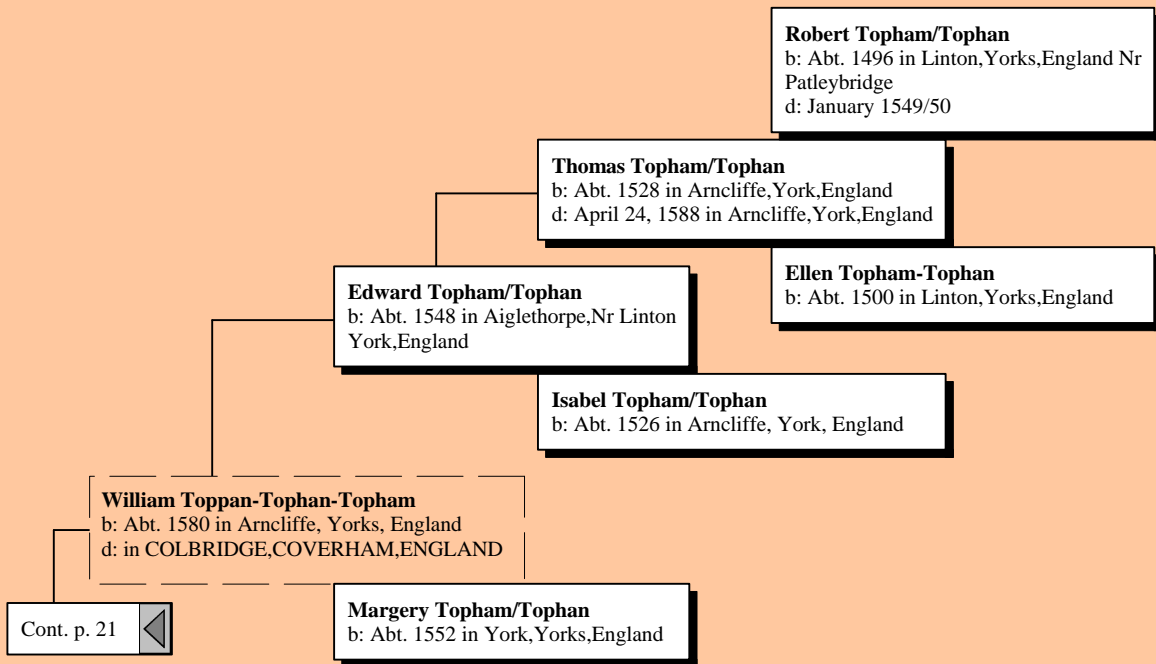 Robert Topham/Tophan
b: Abt. 1496 in Linton,Yorks,England Nr
Patleybridge
d: January 1549/50
Thomas Topham/Tophan
b: Abt. 1528 in Arncliffe,York,England
d: April 24, 1588 in Arncliffe,York,England
Ellen Topham-Tophan
b: Abt. 1500 in Linton,Yorks,England
Edward Topham/Tophan
b: Abt. 1548 in Aiglethorpe,Nr Linton
York,England
Isabel Topham/Tophan
b: Abt. 1526 in Arncliffe, York, England
William Toppan-Tophan-Topham
b: Abt. 1580 in Arncliffe, Yorks, England
d: in COLBRIDGE,COVERHAM,ENGLAND
Margery Topham/Tophan
b: Abt. 1552 in York,Yorks,England
Cont. p. 21